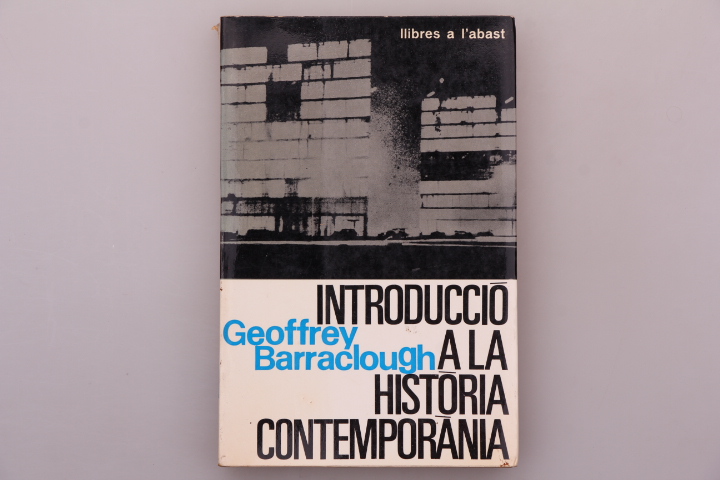 llibres a l'abast
INTRODUCCIÓ
Geoffrey
Barraclough
A LA
HISTÒRIA
CONTEMPORÀNIA